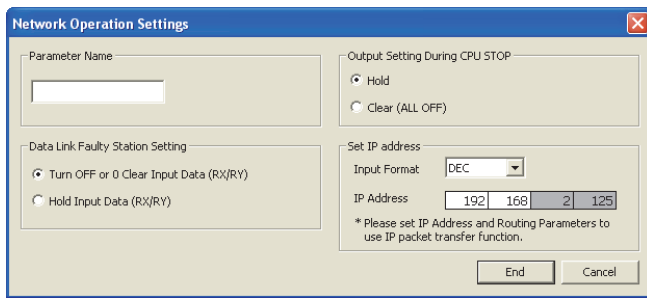 Network Operation Settings
Parameter Name
Data Link Faulty Station Setting
Turn OFF or 0 Clear Input Data (RX/RY)
Hold Input Data (RX/RY)
Output Setting During CPU STOP
Hold
Clear (ALL OFF)
Set IP address
Input Format DEC
IP Address 192 168 2 125
* Please set IP Address and Routing Parameters to
use IP packet transfer function.
End Cancel